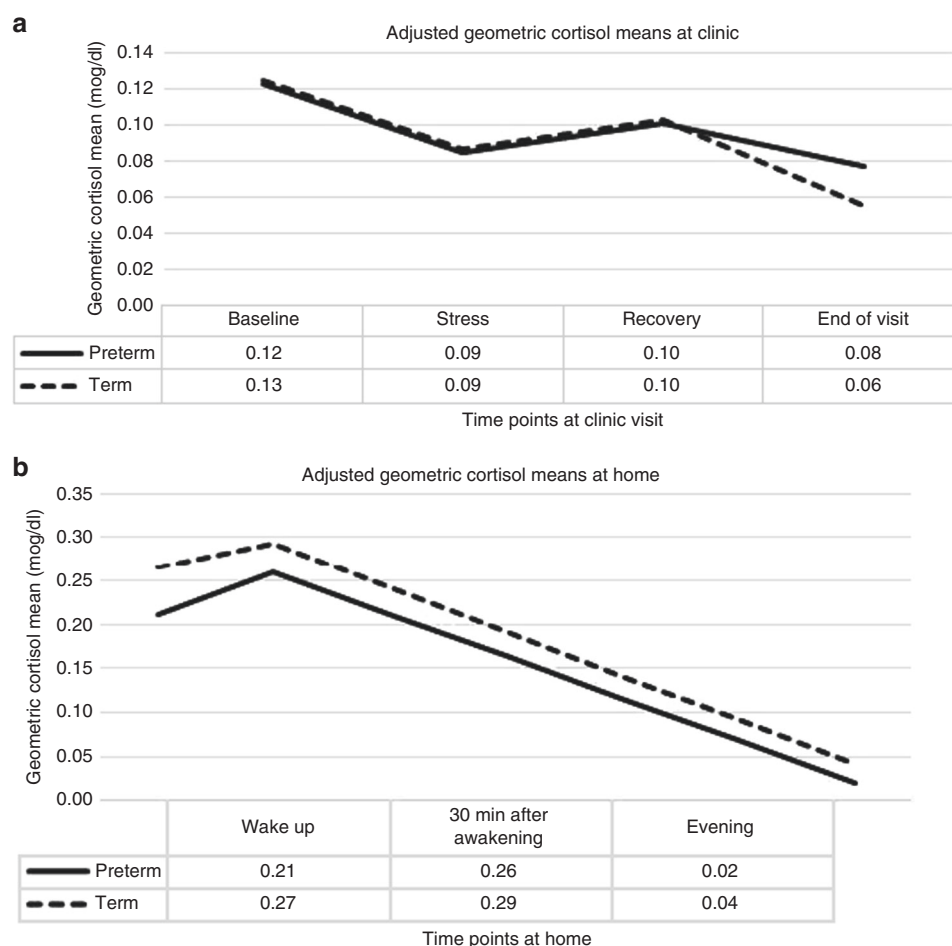 a
Adjusted geometric cortisol means at clinic
Geometric cortisol mean (mog/dl)
0.14
0.12
0.10
0.08
0.06
0.04
0.02
0.00
Baseline Stress Recovery End of visit
Preterm 0.12 0.09 0.10 0.08
Term 0.13 0.09 0.10 0.06
Time points at clinic visit
b
Adjusted geometric cortisol means at home
Geometric cortisol mean (mog/dl)
0.35
0.30
0.25
0.20
0.15
0.10
0.05
0.00
Wake up 30 min after Evening
awakening
Preterm 0.21 0.26 0.02
Term 0.27 0.29 0.04
Time points at home